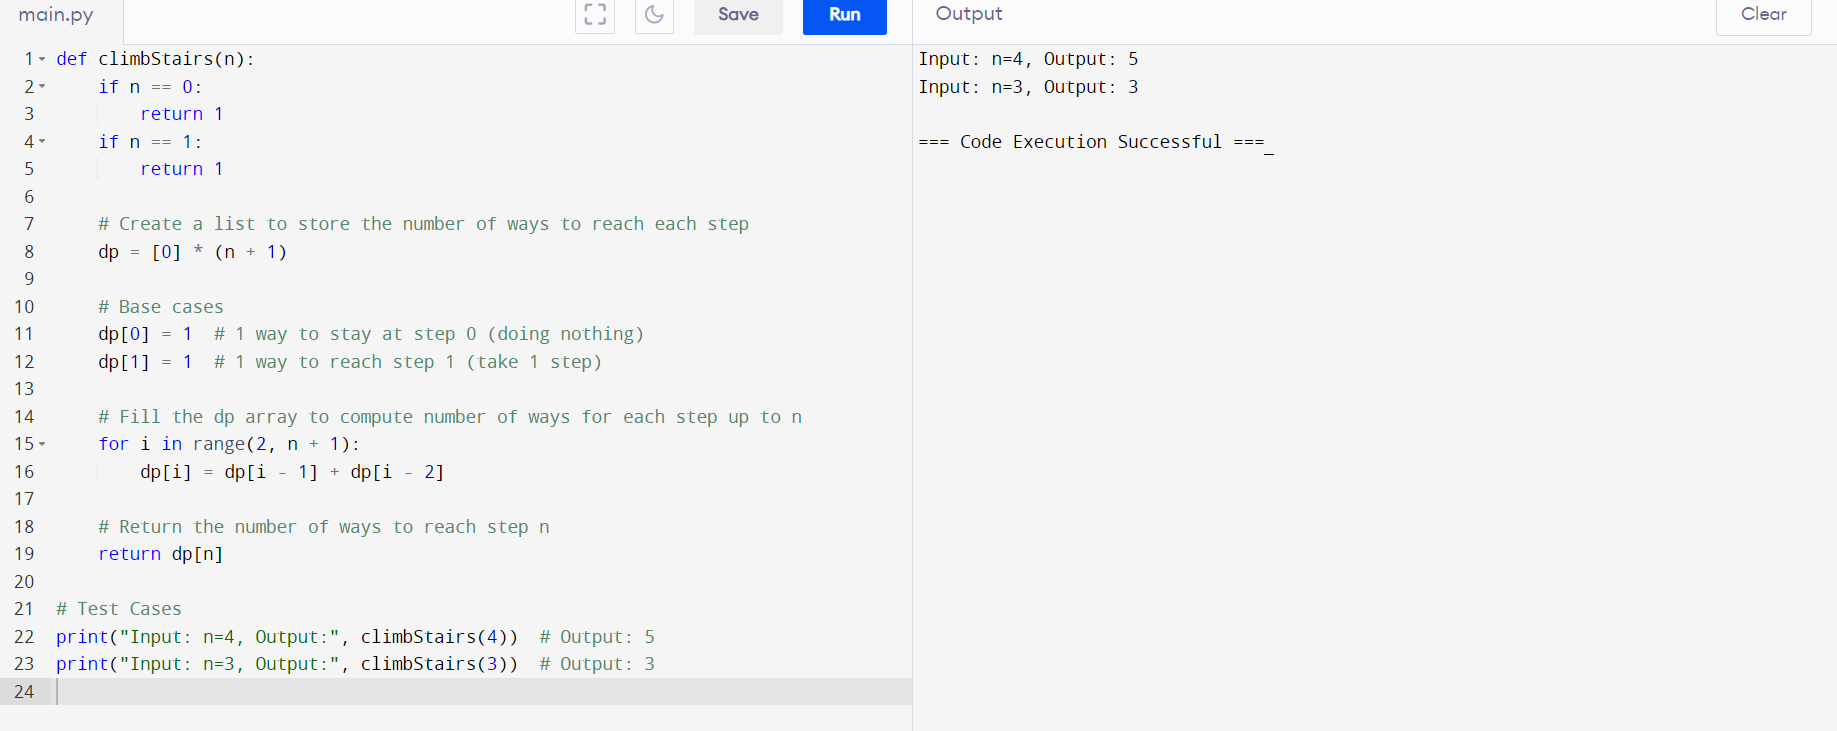 main.py
Save
Run
Output
Clear
1 def climbStairs(n):
2     if n == 0:
3         return 1
4     if n == 1:
5         return 1
6
7     # Create a list to store the number of ways to reach each step
8     dp = [0] * (n + 1)
9
10     # Base cases
11     dp[0] = 1  # 1 way to stay at step 0 (doing nothing)
12     dp[1] = 1  # 1 way to reach step 1 (take 1 step)
13
14     # Fill the dp array to compute number of ways for each step up to n
15     for i in range(2, n + 1):
16         dp[i] = dp[i - 1] + dp[i - 2]
17
18     # Return the number of ways to reach step n
19     return dp[n]
20
21 # Test Cases
22 print("Input: n=4, Output:", climbStairs(4))  # Output: 5
23 print("Input: n=3, Output:", climbStairs(3))  # Output: 3
24
Input: n=4, Output: 5
Input: n=3, Output: 3
=== Code Execution Successful ===